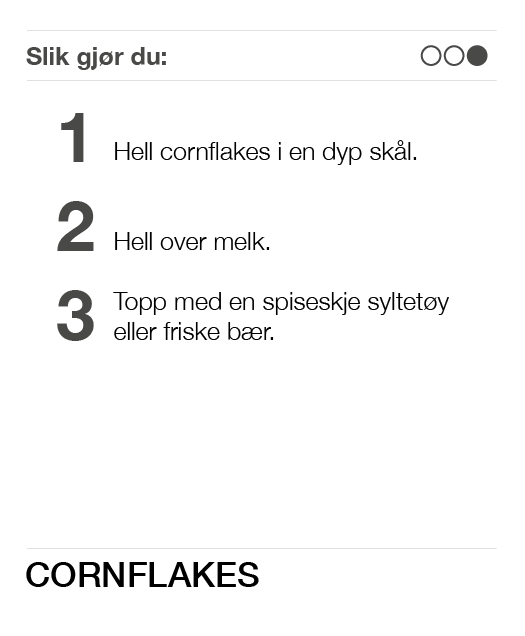 Slik gjør du:
1 Hell cornflakes i en dyp skål.
2 Hell over melk.
3 Topp med en spiseskje syltetøy
eller friske bær.
CORNFLAKES